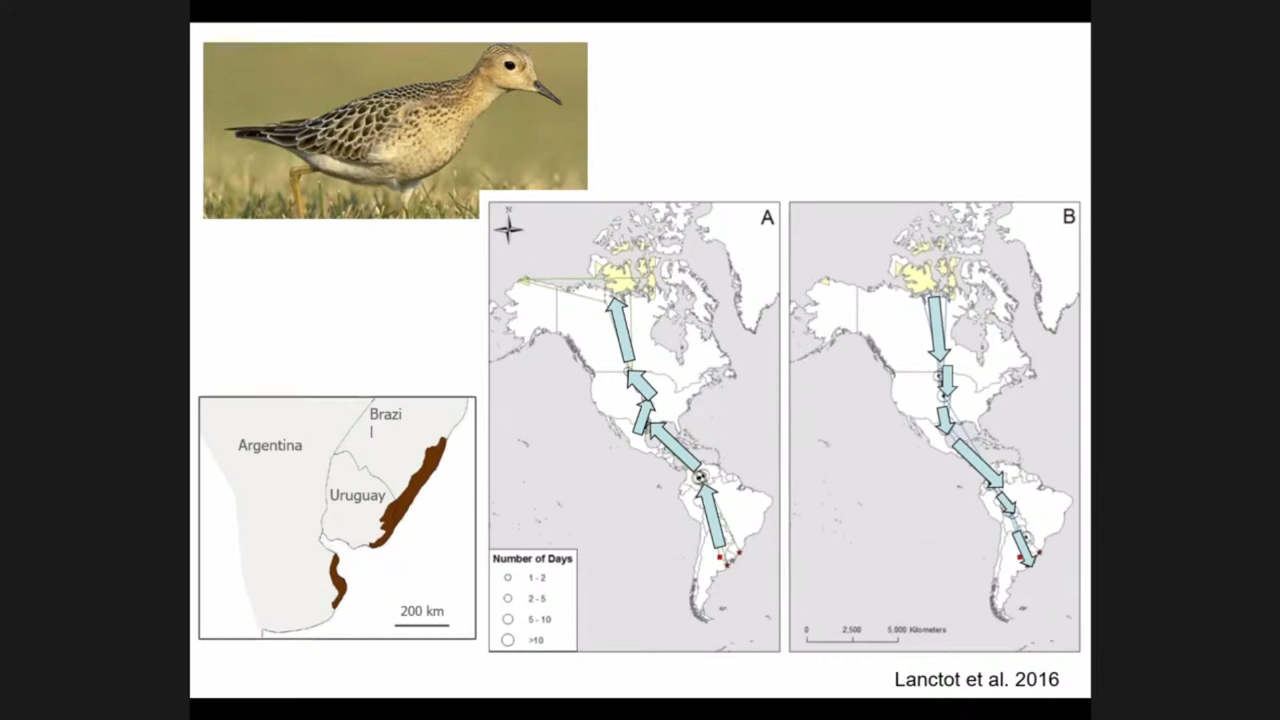 N
A
B
Brazi
l
Argentina
Uruguay
200 km
Number of Days
1 - 2
2 - 5
5 - 10
>10
0 2,500 5,000 Kilometers
Lanctot et al. 2016